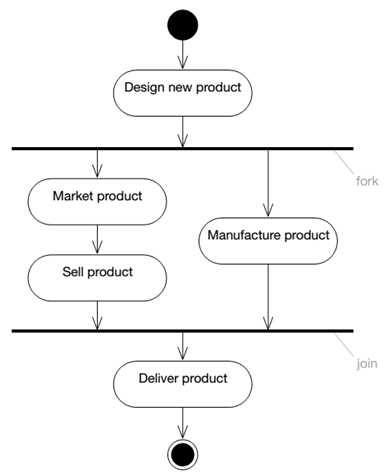 Design new product
fork
Market product
Manufacture product
Sell product
join
Deliver product